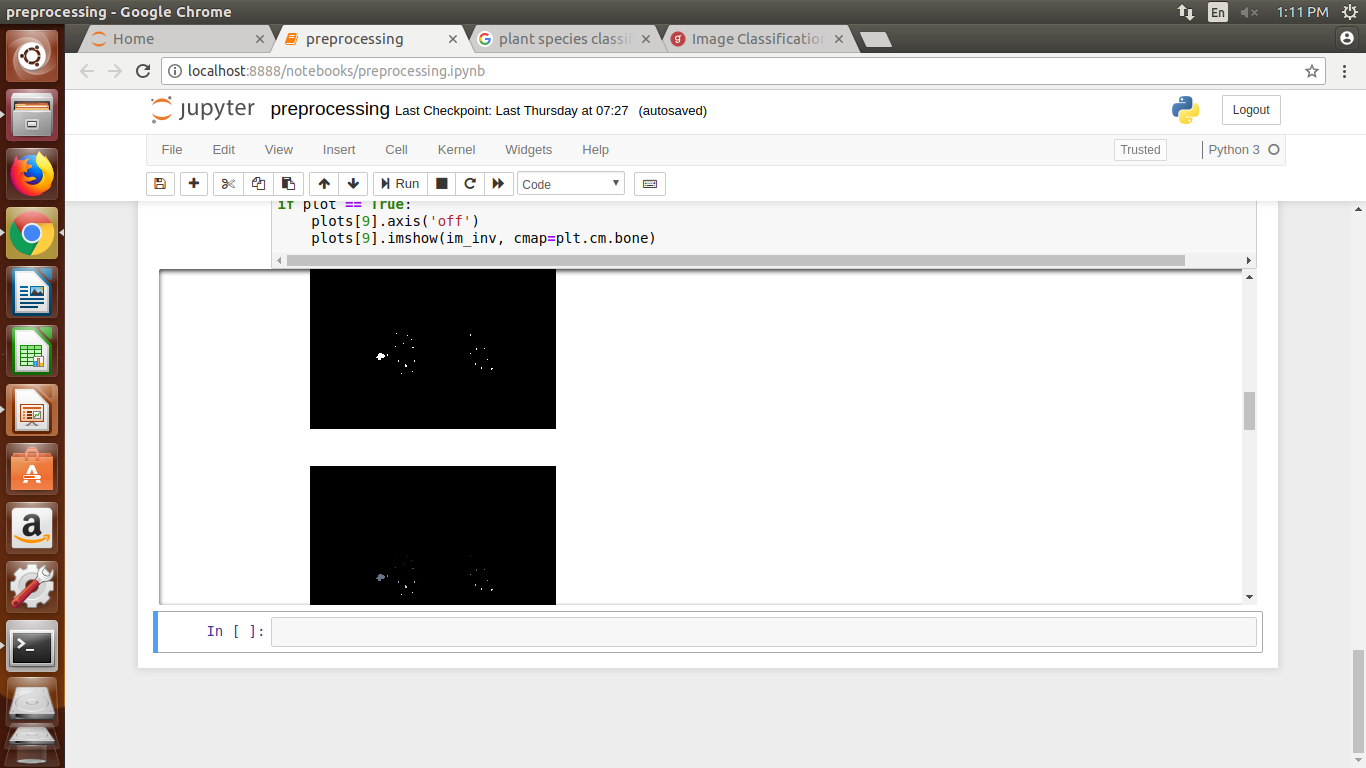 preprocessing - Google Chrome
En
1:11 PM
Home
preprocessing
plant species classif
Image Classification
localhost:8888/notebooks/preprocessing.ipynb
jupyter
preprocessing Last Checkpoint: Last Thursday at 07:27 (autosaved)
Logout
File Edit View Insert Cell Kernel Widgets Help
Trusted
Python 3
Run
Code
if plot == True:
plots[9].axis('off')
plots[9].imshow(im_inv, cmap=plt.cm.bone)
In [ ]: